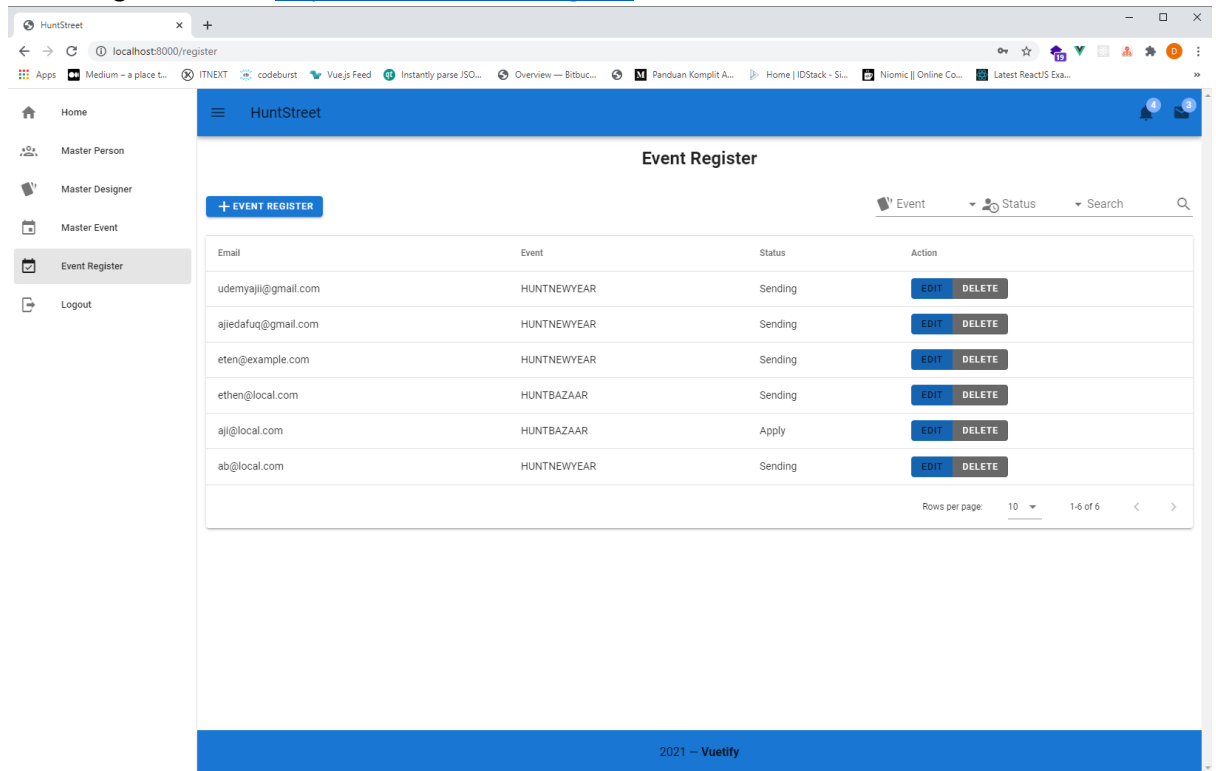 HuntStreet
localhost:8000/register
19
D
Apps Medium – a place t... ITNEXT codeburst Vue.js Feed Instantly parse JSO... Overview — Bitbuc... Panduan Komplit A... Home | IDStack - Si... Niomic || Online Co... Latest ReactJS Exa... »
Home
Master Person
Master Designer
Master Event
Event Register
Logout
HuntStreet
4 3
Event Register
+ EVENT REGISTER
Event Status Search
Email Event Status Action
udemyajii@gmail.com HUNTNEWYEAR Sending EDIT DELETE
ajiedafuq@gmail.com HUNTNEWYEAR Sending EDIT DELETE
eten@example.com HUNTNEWYEAR Sending EDIT DELETE
ethen@local.com HUNTBAZAAR Sending EDIT DELETE
aji@local.com HUNTBAZAAR Apply EDIT DELETE
ab@local.com HUNTNEWYEAR Sending EDIT DELETE
Rows per page: 10 1-6 of 6
2021 — Vuetify